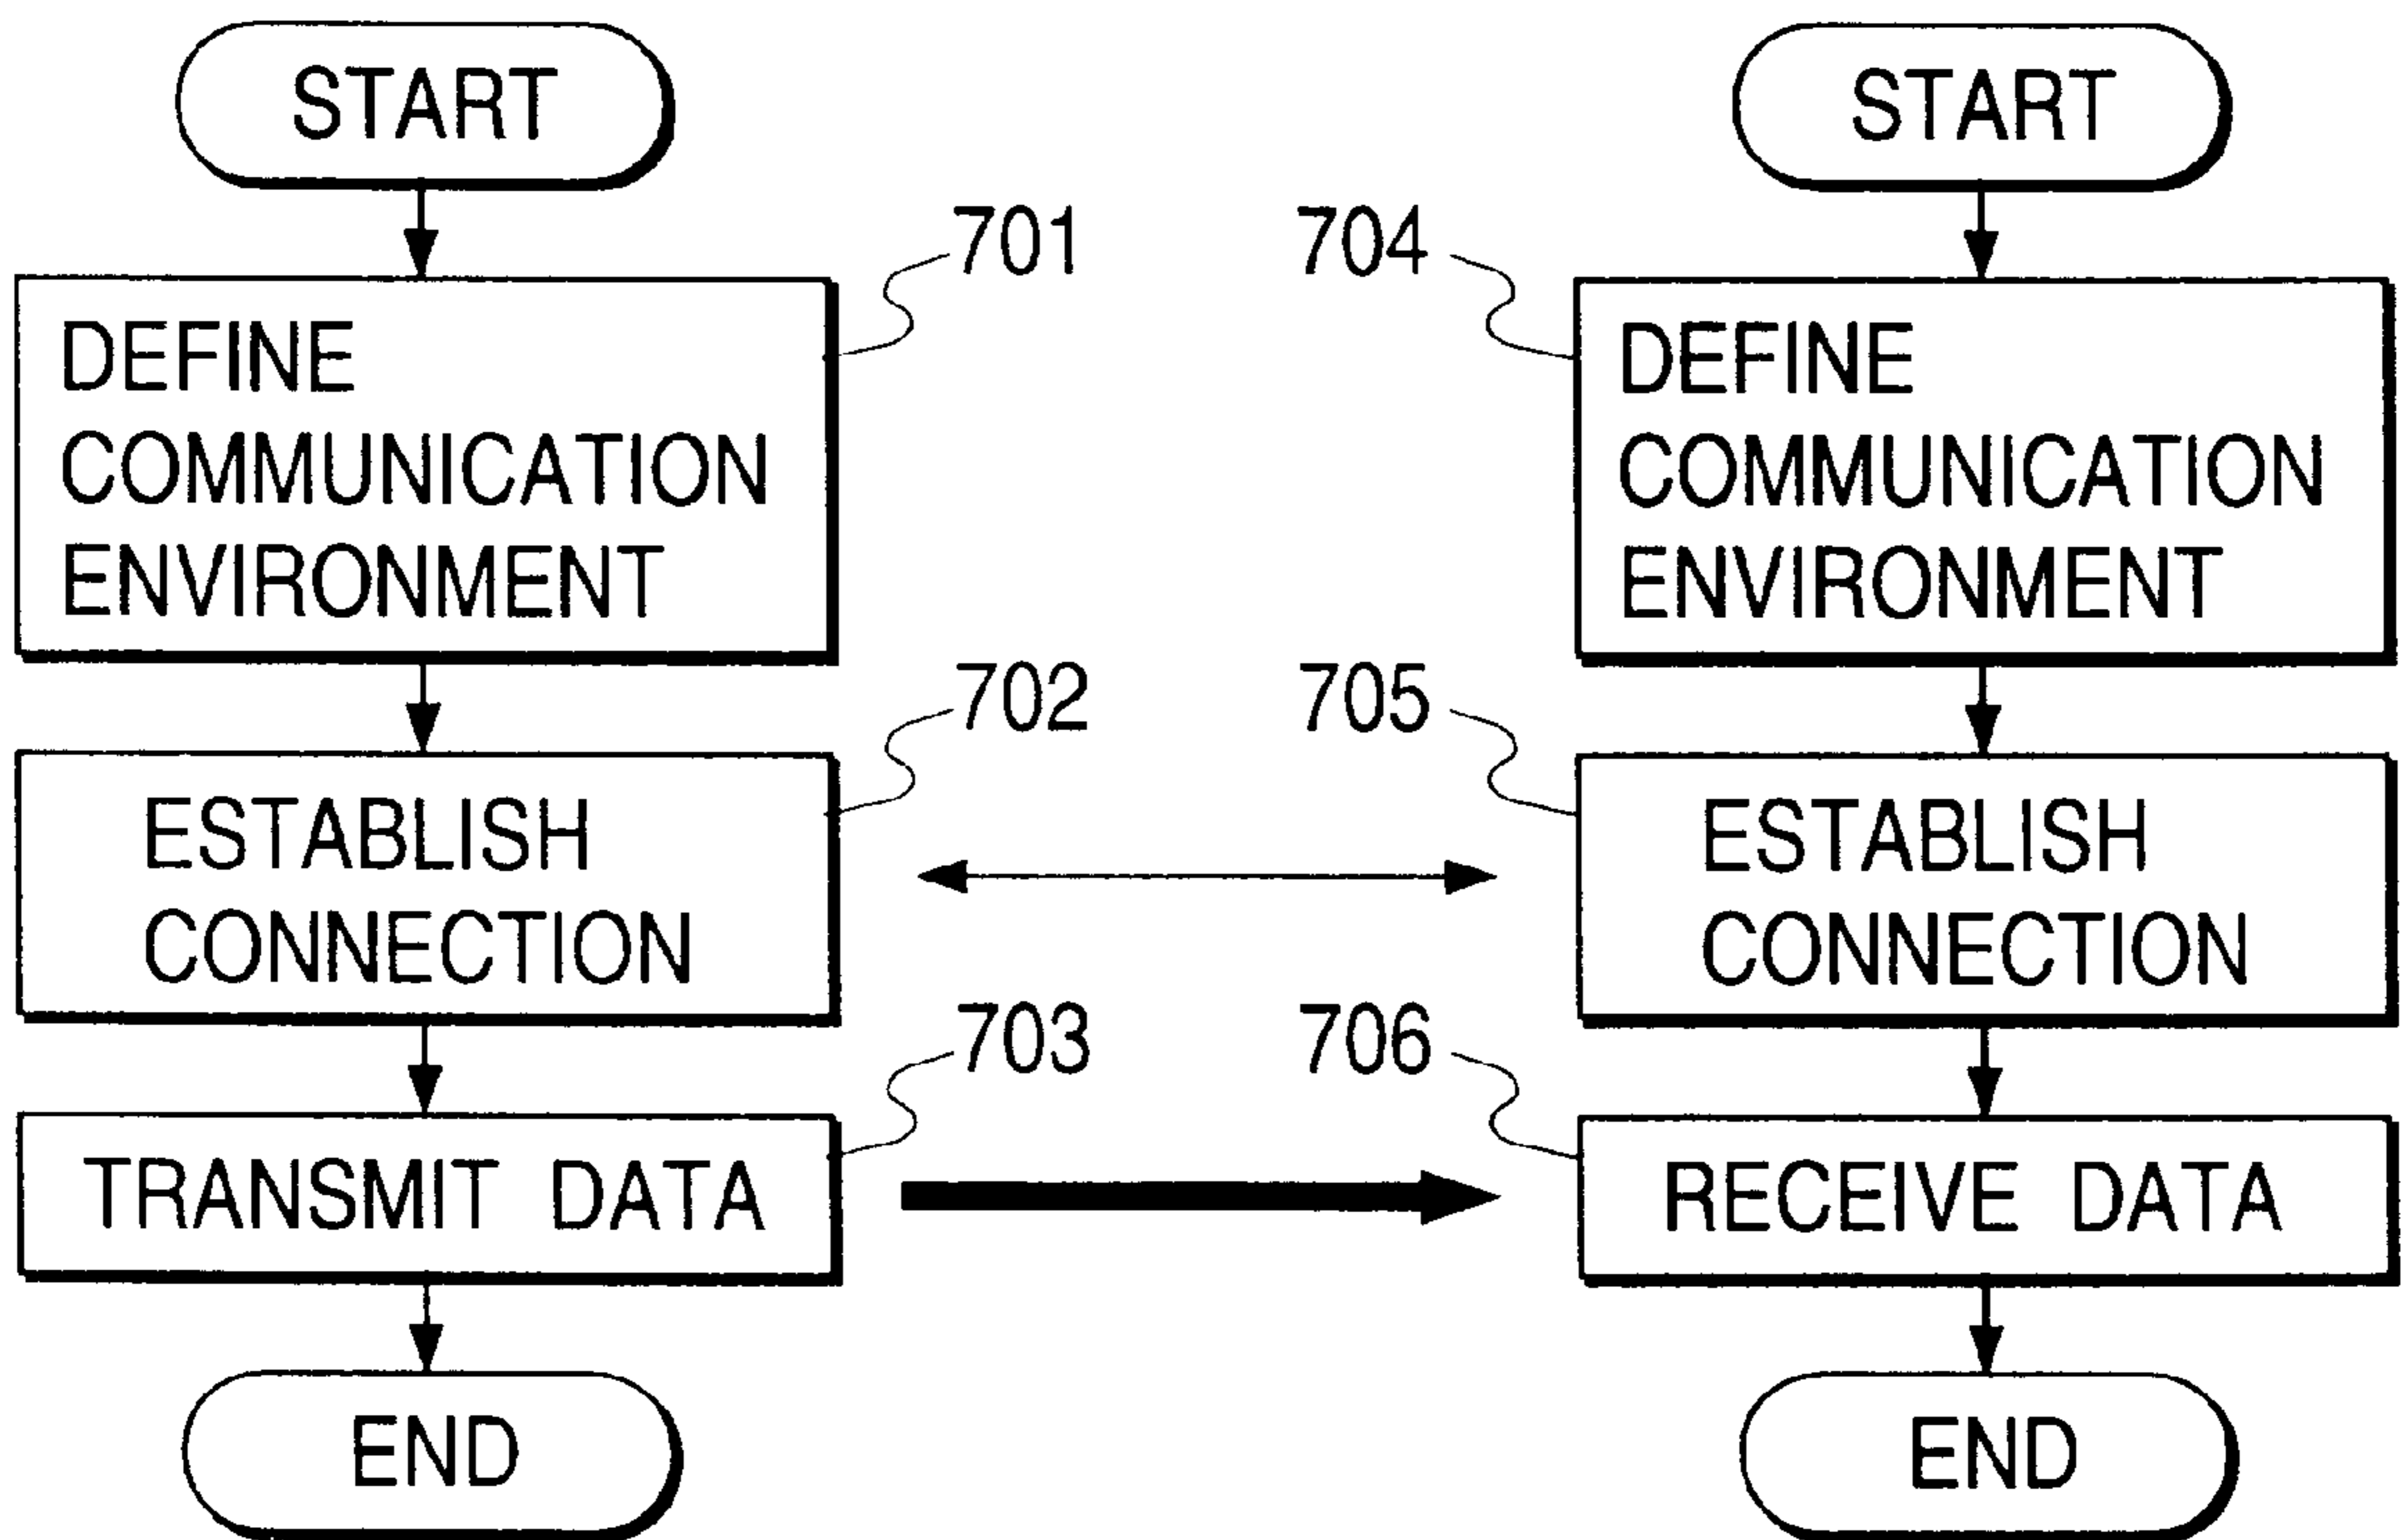 START
701
DEFINE
COMMUNICATION
ENVIRONMENT
702
ESTABLISH
CONNECTION
703
TRANSMIT DATA
END
START
704
DEFINE
COMMUNICATION
ENVIRONMENT
705
ESTABLISH
CONNECTION
706
RECEIVE DATA
END